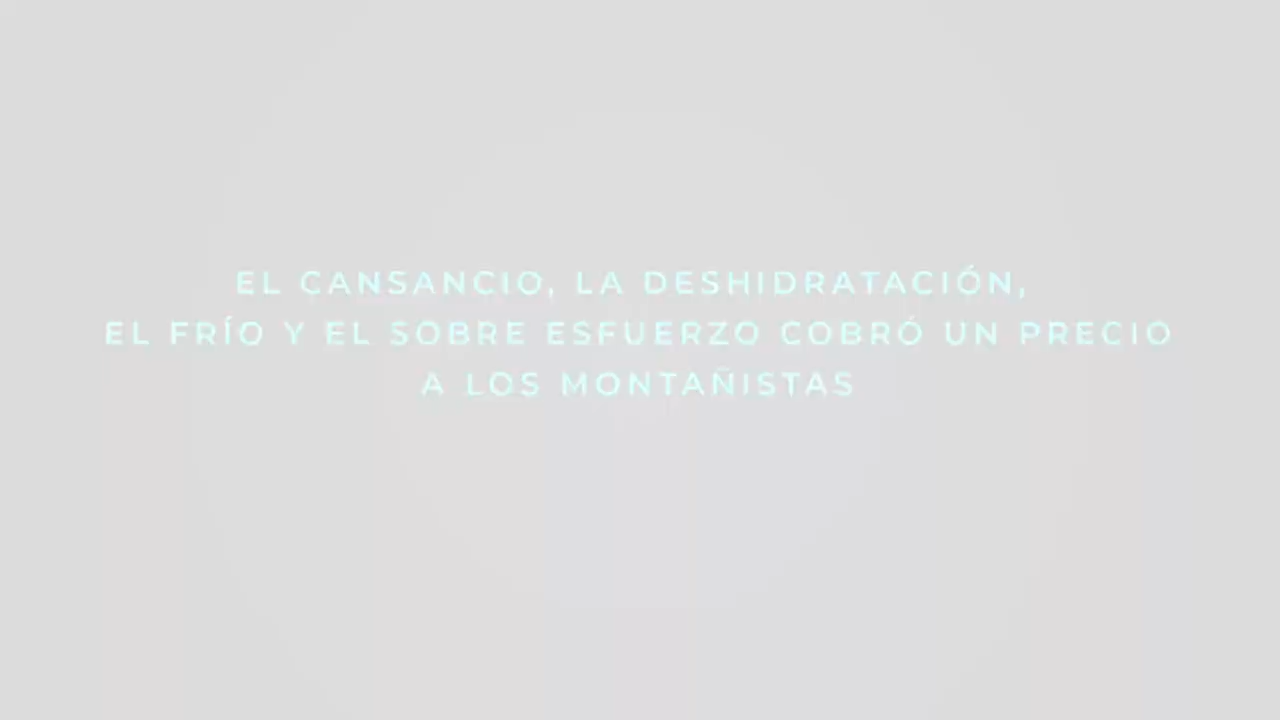 EL CANSANCIO, LA DESHIDRATACIÓN,
EL FRÍO Y EL SOBRE ESFUERZO COBRÓ UN PRECIO
A LOS MONTAÑISTAS